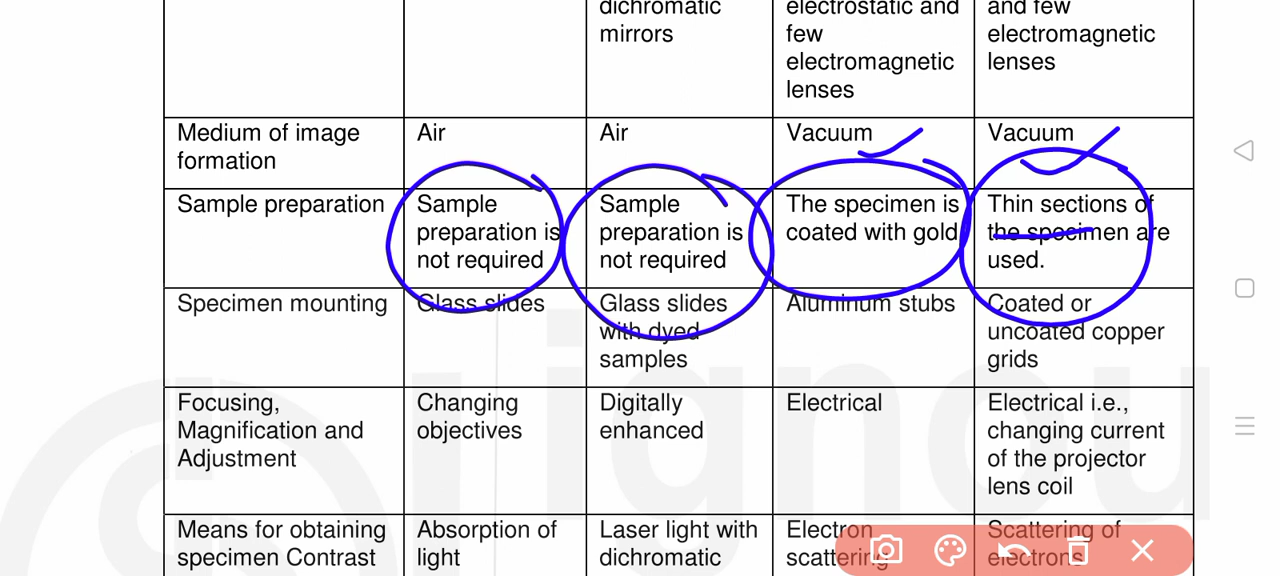 dichromatic
mirrors
electrostatic and
few
electromagnetic
lenses
and few
electromagnetic
lenses
Medium of image
formation
Air
Air
Vacuum
Vacuum
Sample preparation
Sample
preparation is
not required
Sample
preparation is
not required
The specimen is
coated with gold
Thin sections of
the specimen are
used.
Specimen mounting
Glass slides
Glass slides
with dyed
samples
Aluminum stubs
Coated or
uncoated copper
grids
Focusing,
Magnification and
Adjustment
Changing
objectives
Digitally
enhanced
Electrical
Electrical i.e.,
changing current
of the projector
lens coil
Means for obtaining
specimen Contrast
Absorption of
light
Laser light with
dichromatic
Electron
scattering
Scattering of
electrons
ignou